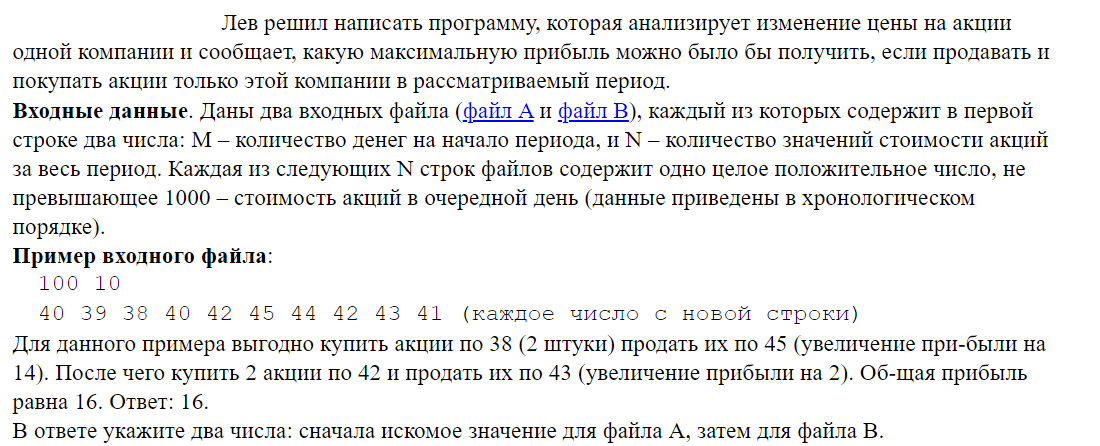 Лев решил написать программу, которая анализирует изменение цены на акции
одной компании и сообщает, какую максимальную прибыль можно было бы получить, если продавать и
покупать акции только этой компании в рассматриваемый период.
Входные данные. Даны два входных файла (файл A и файл B), каждый из которых содержит в первой
строке два числа: M – количество денег на начало периода, и N – количество значений стоимости акций
за весь период. Каждая из следующих N строк файлов содержит одно целое положительное число, не
превышающее 1000 – стоимость акций в очередной день (данные приведены в хронологическом
порядке).
Пример входного файла:
100 10
40 39 38 40 42 45 44 42 43 41 (каждое число с новой строки)
Для данного примера выгодно купить акции по 38 (2 штуки) продать их по 45 (увеличение при-были на
14). После чего купить 2 акции по 42 и продать их по 43 (увеличение прибыли на 2). Об-щая прибыль
равна 16. Ответ: 16.
В ответе укажите два числа: сначала искомое значение для файла A, затем для файла B.